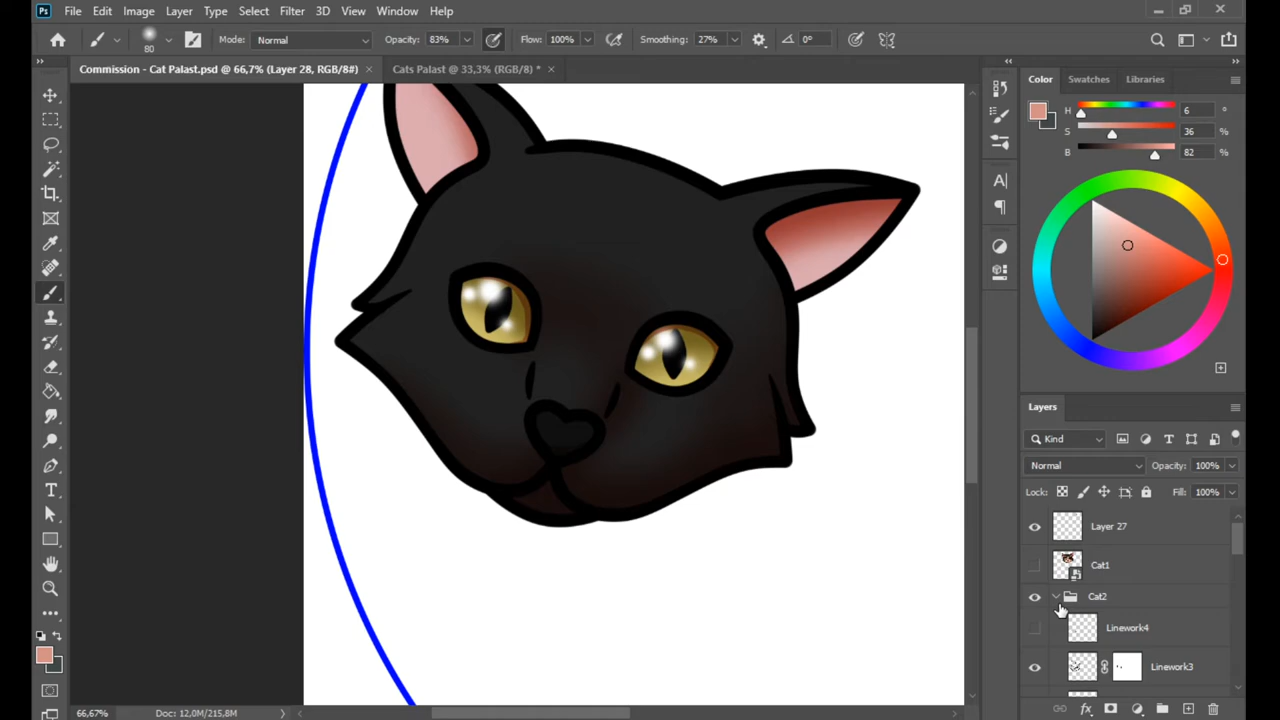 Ps File Edit Image Layer Type Select Filter 3D View Window Help
80 Mode: Normal Opacity: 83% Flow: 100% Smoothing: 27% 0°
Commission - Cat Palast.psd @ 66,7% (Layer 28, RGB/8#) × Cats Palast @ 33,3% (RGB/8) * ×
Color Swatches Libraries
H 6 °
S 36 %
B 82 %
Layers
Kind
Normal Opacity: 100%
Lock: Fill: 100%
Layer 27
Cat1
Cat2
Linework4
Linework3
66,67% Doc: 12,0M/215,8M